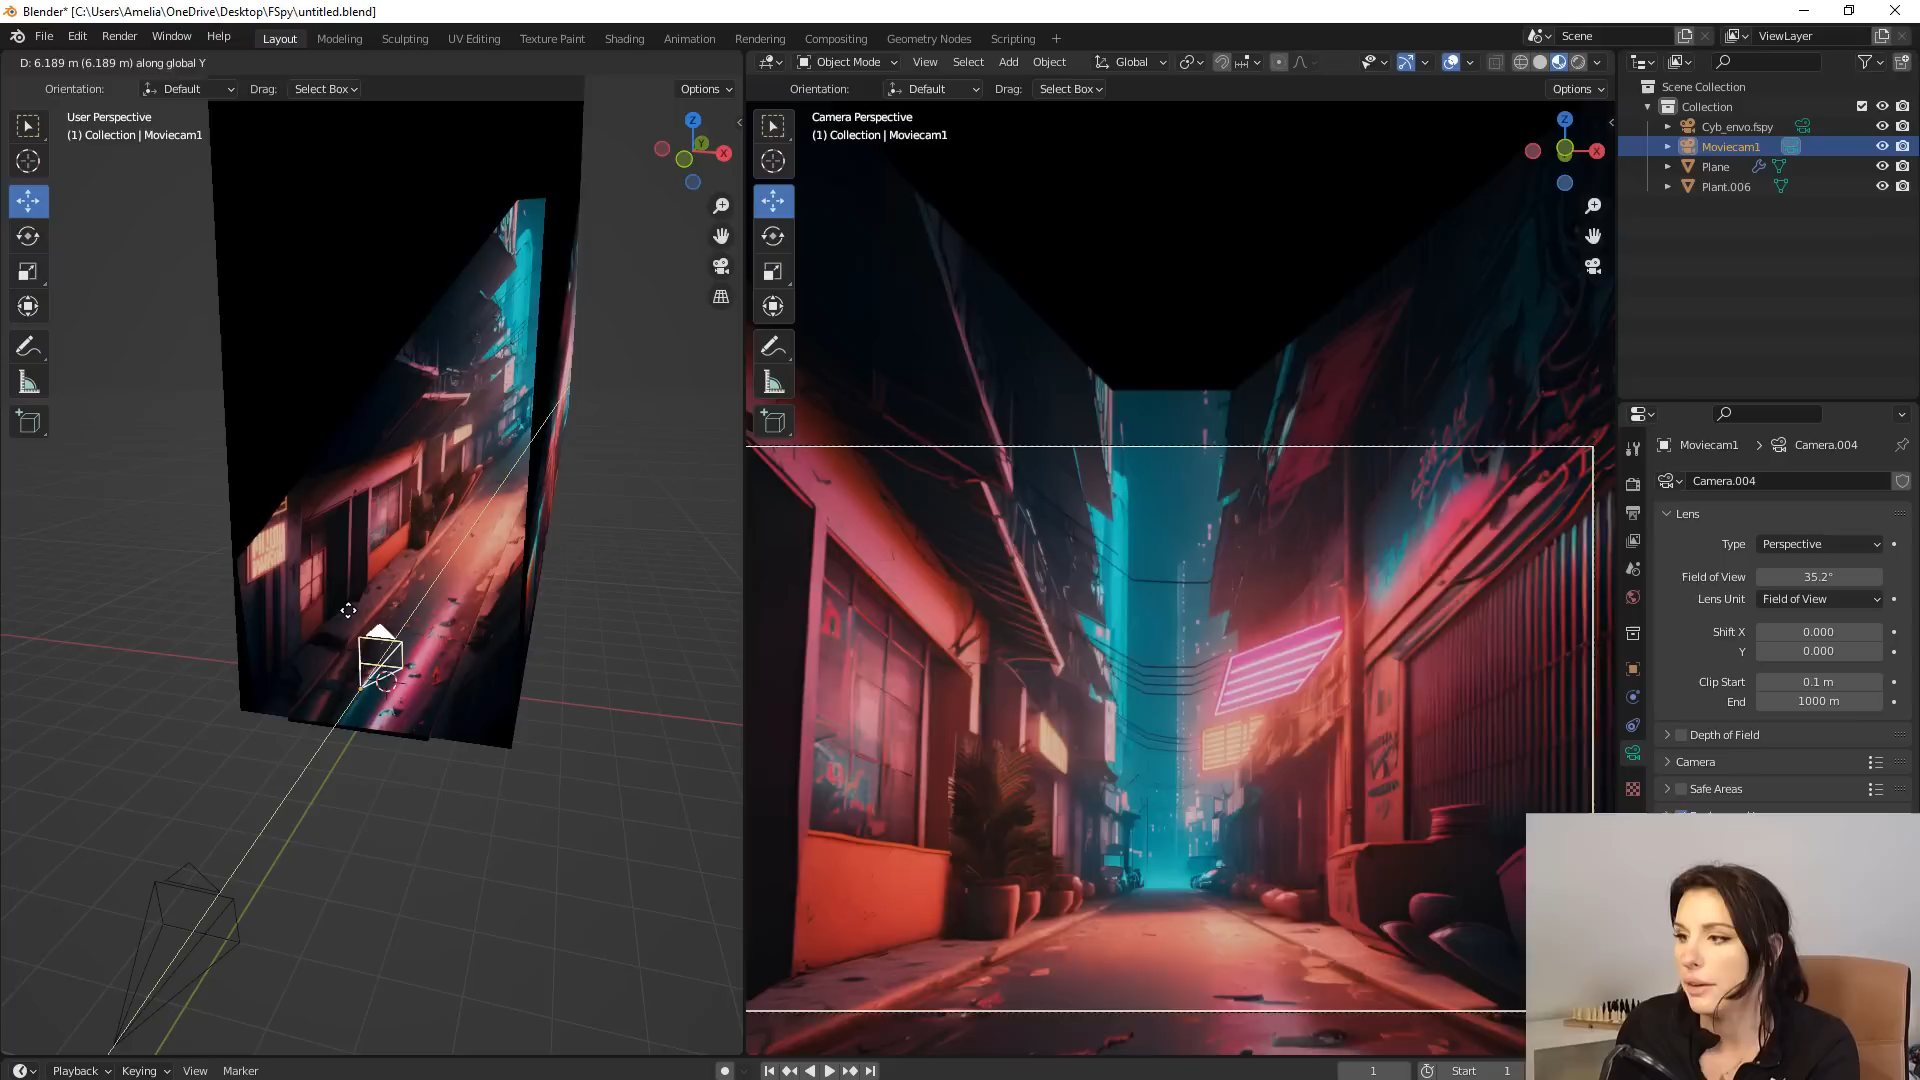 Blender* [C:\Users\Amelia\OneDrive\Desktop\FSpy\untitled.blend]
File Edit Render Window Help Layout Modeling Sculpting UV Editing Texture Paint Shading Animation Rendering Compositing Geometry Nodes Scripting + Scene ViewLayer
D: 6.189 m (6.189 m) along global Y
Object Mode View Select Add Object Global
Orientation: Default Drag: Select Box Options
Orientation: Default Drag: Select Box Options
User Perspective
(1) Collection | Moviecam1
Camera Perspective
(1) Collection | Moviecam1
Z
Y
X
Z
X
Scene Collection
Collection
Cyb_envo.fspy
Moviecam1
Plane
Plant.006
Moviecam1 > Camera.004
Camera.004
Lens
Type Perspective
Field of View 35.2°
Lens Unit Field of View
Shift X 0.000
Y 0.000
Clip Start 0.1 m
End 1000 m
Depth of Field
Camera
Safe Areas
Playback Keying View Marker 1 Start 1